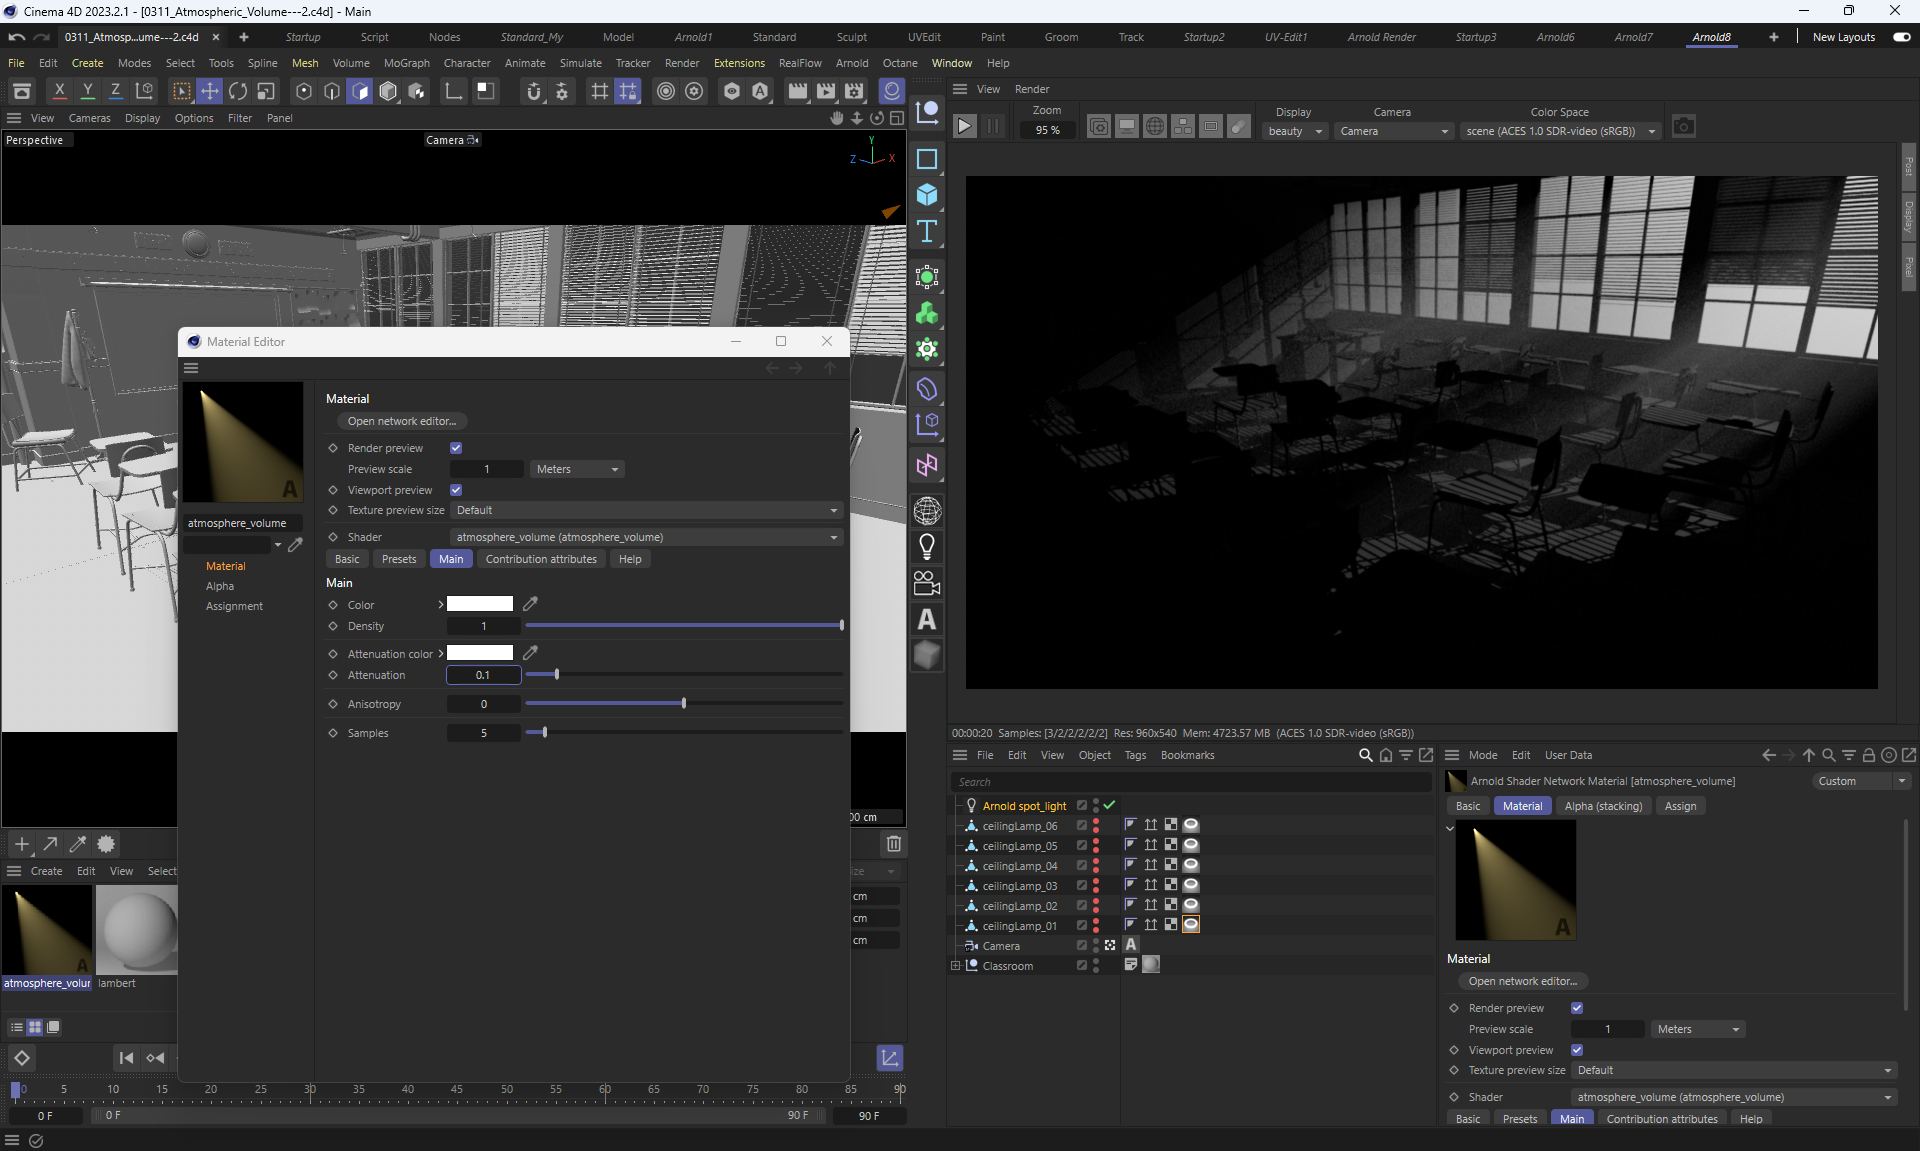 Cinema 4D 2023.2.1 - [0311_Atmospheric_Volume---2.c4d] - Main
0311_Atmosp...ume---2.c4d
Startup Script Nodes Standard_My Model Arnold1 Standard Sculpt UVEdit Paint Groom Track Startup2 UV-Edit1 Arnold Render Startup3 Arnold6 Arnold7 Arnold8 New Layouts
File Edit Create Modes Select Tools Spline Mesh Volume MoGraph Character Animate Simulate Tracker Render Extensions RealFlow Arnold Octane Window Help
X Y Z
View Render
View Cameras Display Options Filter Panel
Zoom
95 %
Display
beauty
Camera
Camera
Color Space
scene (ACES 1.0 SDR-video (sRGB))
Perspective
Camera
Y
Z
X
Post
Display
Pixel
Material Editor
Material
Open network editor...
Render preview
Preview scale 1 Meters
Viewport preview
Texture preview size Default
Shader atmosphere_volume (atmosphere_volume)
Basic Presets Main Contribution attributes Help
Main
Color
Density 1
Attenuation color
Attenuation 0.1
Anisotropy 0
Samples 5
A
atmosphere_volume
Material
Alpha
Assignment
00 cm
Create Edit View Select
ize
cm
cm
cm
A
atmosphere_volur lambert
0 5 10 15 20 25 30 35 40 45 50 55 60 65 70 75 80 85 90
0 F 0 F 90 F 90 F
T
A
00:00:20 Samples: [3/2/2/2/2/2] Res: 960x540 Mem: 4723.57 MB (ACES 1.0 SDR-video (sRGB))
File Edit View Object Tags Bookmarks
Search
Arnold spot_light
ceilingLamp_06
ceilingLamp_05
ceilingLamp_04
ceilingLamp_03
ceilingLamp_02
ceilingLamp_01
Camera A
Classroom
Mode Edit User Data
Arnold Shader Network Material [atmosphere_volume] Custom
Basic Material Alpha (stacking) Assign
A
Material
Open network editor...
Render preview
Preview scale 1 Meters
Viewport preview
Texture preview size Default
Shader atmosphere_volume (atmosphere_volume)
Basic Presets Main Contribution attributes Help